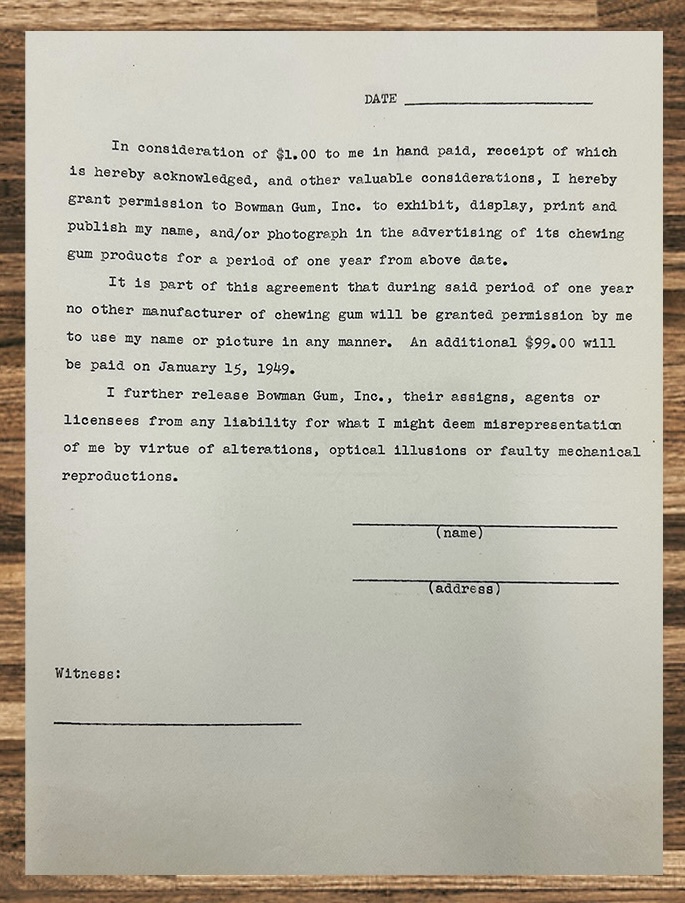 DATE
In consideration of $1.00 to me in hand paid, receipt of which
is hereby acknowledged, and other valuable considerations, I hereby
grant permission to Bowman Gum, Inc. to exhibit, display, print and
publish my name, and/or photograph in the advertising of its chewing
gum products for a period of one year from above date.
It is part of this agreement that during said period of one year
no other manufacturer of chewing gum will be granted permission by me
to use my name or picture in any manner. An additional $99.00 will
be paid on January 15, 1949.
I further release Bowman Gum, Inc., their assigns, agents or
licensees from any liability for what I might deem misrepresentation
of me by virtue of alterations, optical illusions or faulty mechanical
reproductions.
(name)
(address)
Witness: